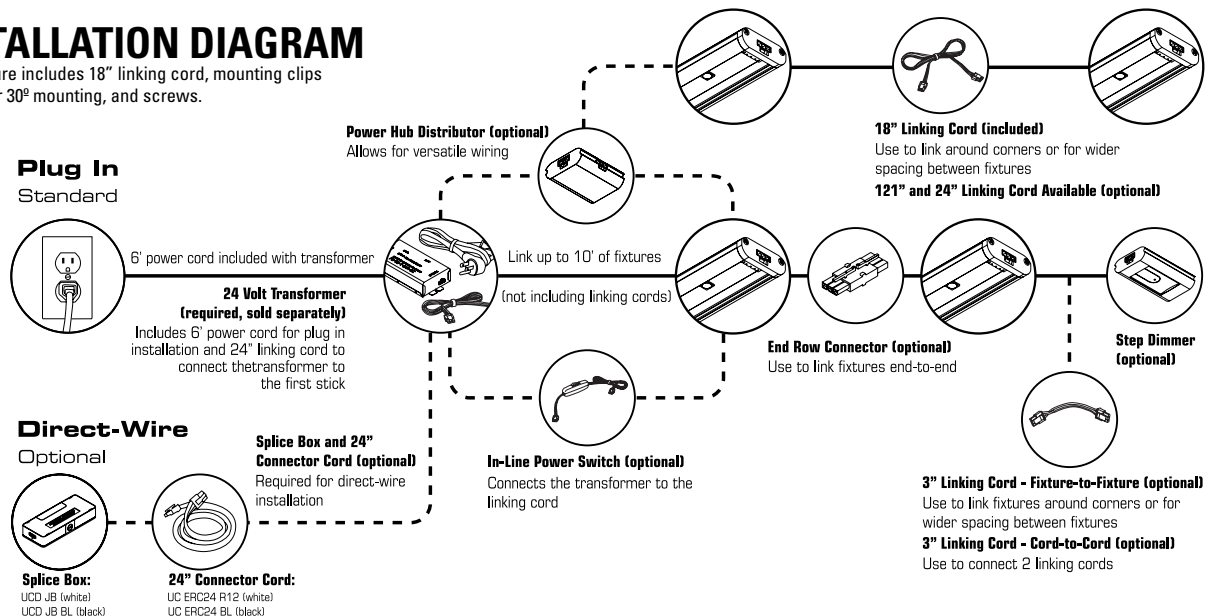 TALLATION DIAGRAM
ure includes 18” linking cord, mounting clips
r 30º mounting, and screws.
Plug In
Standard
6' power cord included with transformer
24 Volt Transformer
(required, sold separately)
Includes 6' power cord for plug in
installation and 24” linking cord to
connect thetransformer to
the first stick
Power Hub Distributor (optional)
Allows for versatile wiring
Link up to 10' of fixtures
(not including linking cords)
18” Linking Cord (included)
Use to link around corners or for wider
spacing between fixtures
121” and 24” Linking Cord Available (optional)
End Row Connector (optional)
Use to link fixtures end-to-end
Step Dimmer
(optional)
In-Line Power Switch (optional)
Connects the transformer to the
linking cord
3” Linking Cord - Fixture-to-Fixture (optional)
Use to link fixtures around corners or for
wider spacing between fixtures
3” Linking Cord - Cord-to-Cord (optional)
Use to connect 2 linking cords
Direct-Wire
Optional
Splice Box and 24”
Connector Cord (optional)
Required for direct-wire
installation
Splice Box:
UCD JB (white)
UCD JB BL (black)
24” Connector Cord:
UC ERC24 R12 (white)
UC ERC24 BL (black)